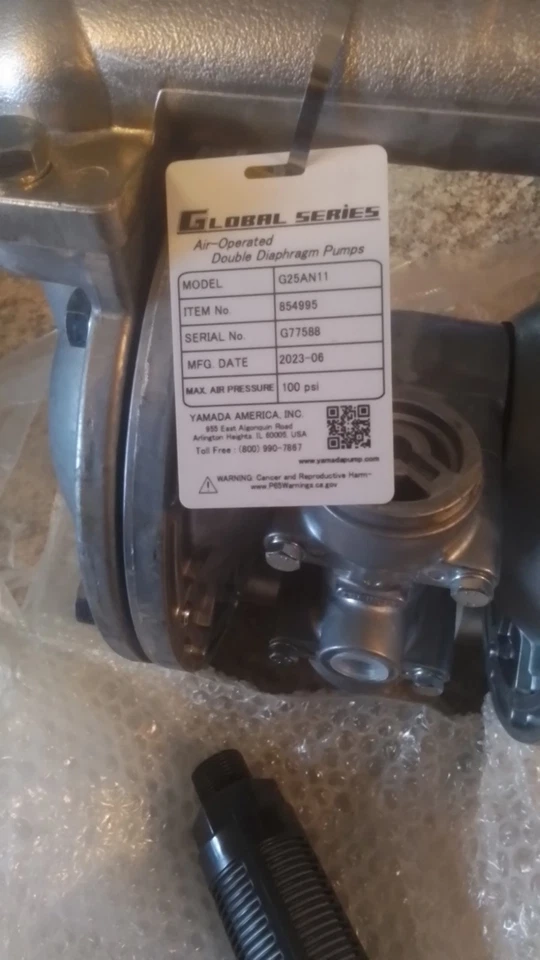 GLOBAL SERIES
Air-Operated
Double Diaphragm Pumps
MODEL G25AN11
ITEM No. 854995
SERIAL No. G77588
MFG. DATE 2023-06
MAX. AIR PRESSURE 100 psi
YAMADA AMERICA, INC.
955 East Algonquin Road
Arlington Heights, IL 60005, USA
Toll Free : (800) 990-7867
www.yamadapump.com
WARNING: Cancer and Reproductive Harm-
www.P65Warnings.ca.gov